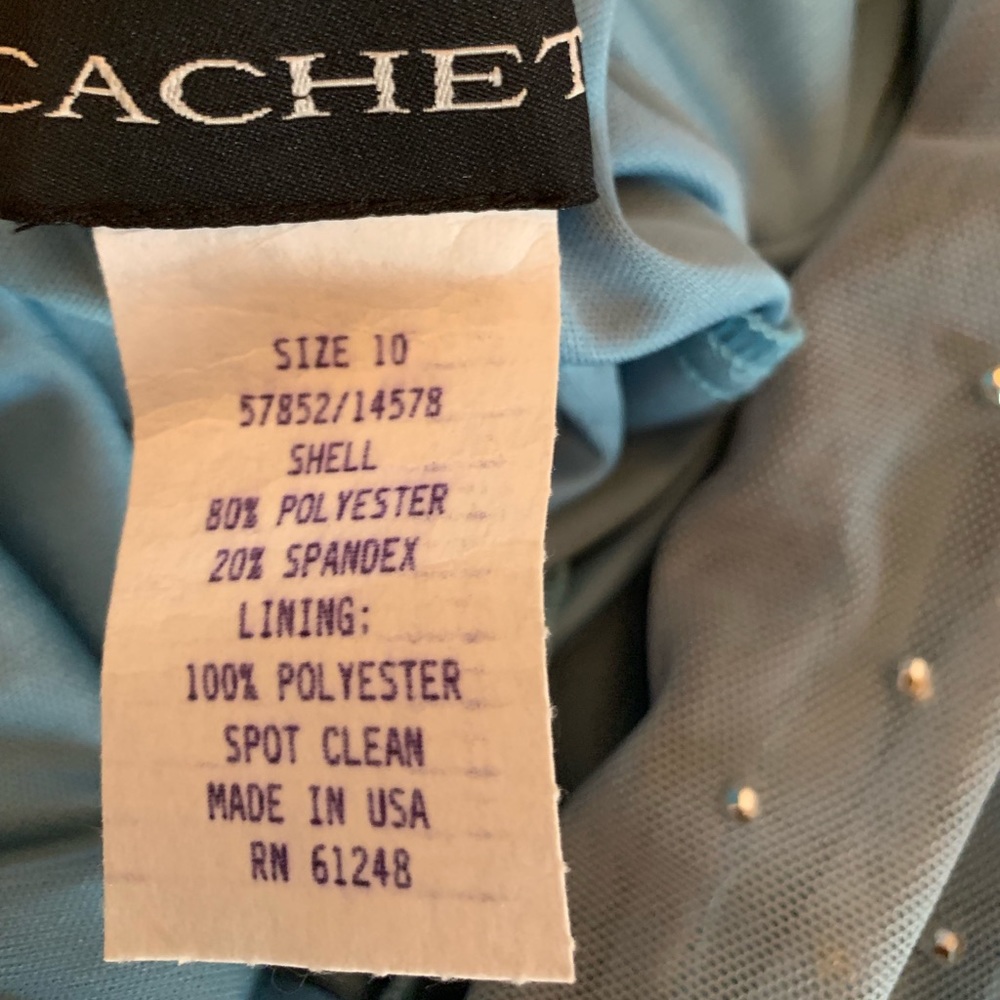 CACHET
SIZE 10
57852/14578
SHELL
80% POLYESTER
20% SPANDEX
LINING:
100% POLYESTER
SPOT CLEAN
MADE IN USA
RN 61248